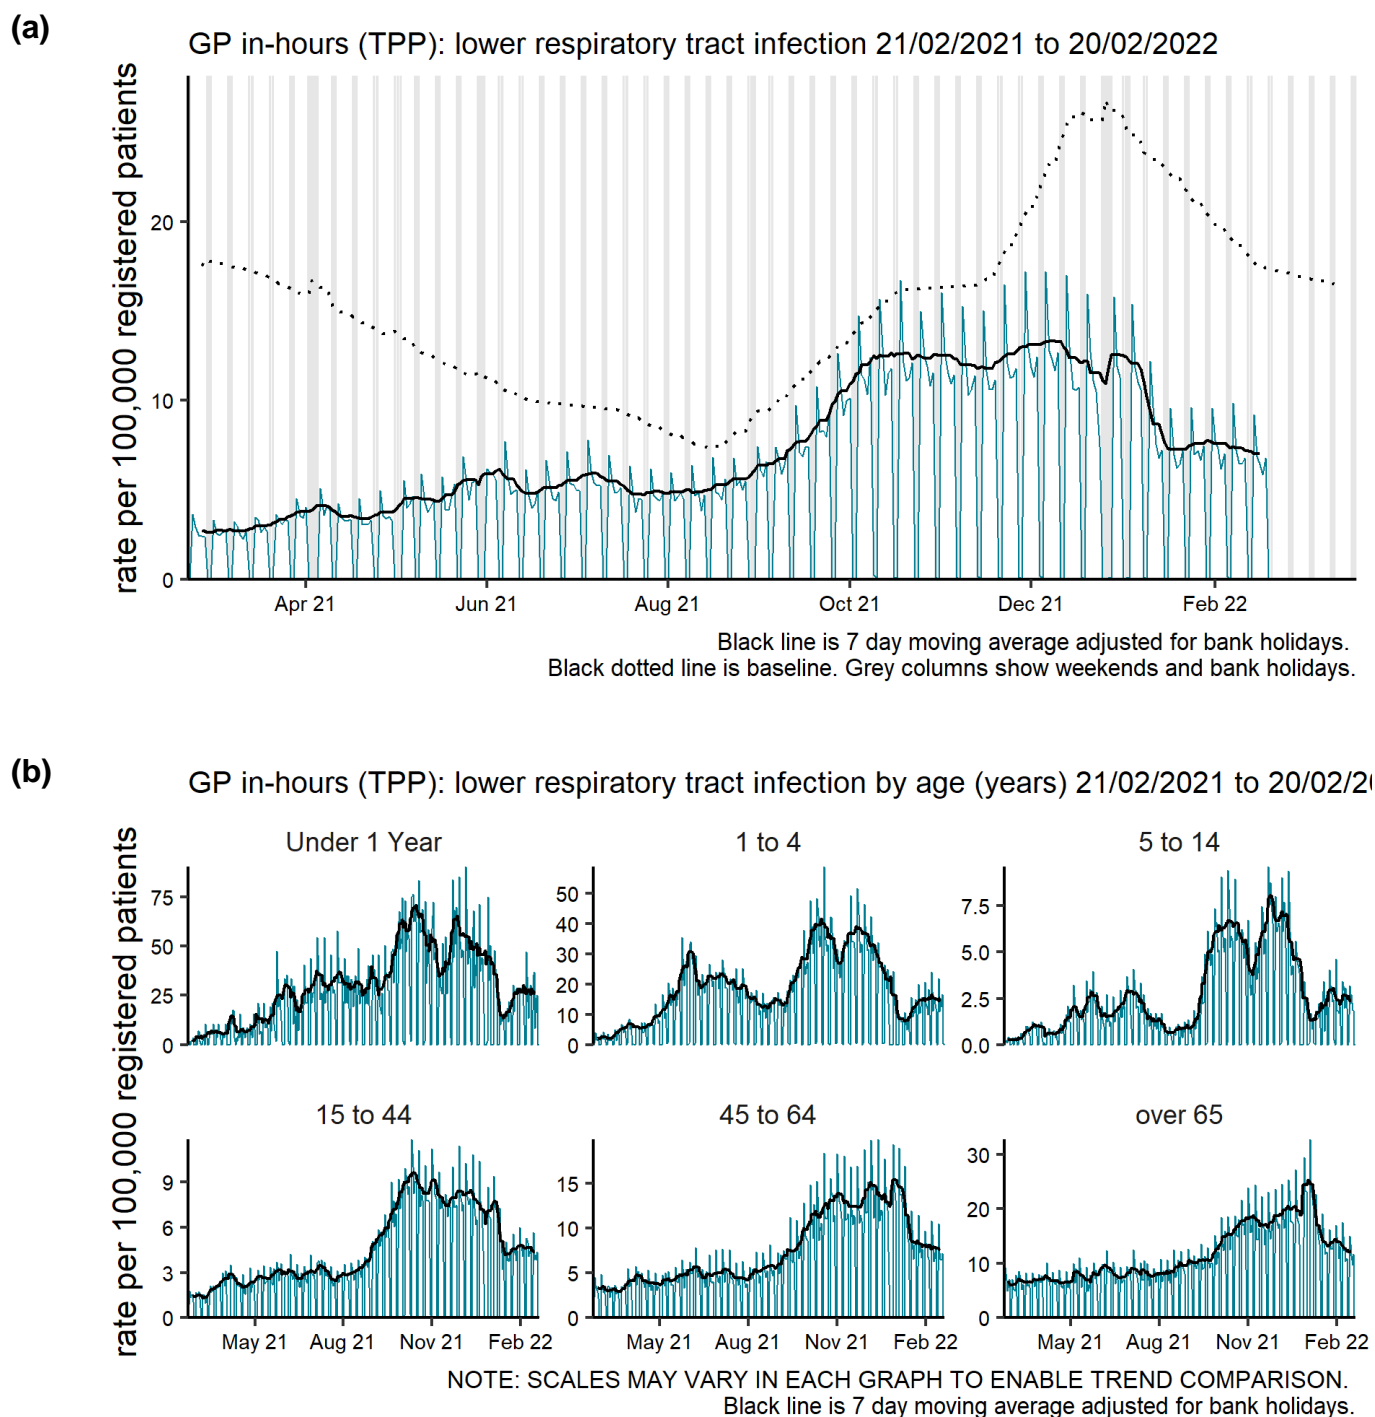 (a)
GP in-hours (TPP): lower respiratory tract infection 21/02/2021 to 20/02/2022
rate per 100,000 registered patients
20
10
0
Apr 21 Jun 21 Aug 21 Oct 21 Dec 21 Feb 22
Black line is 7 day moving average adjusted for bank holidays.
Black dotted line is baseline. Grey columns show weekends and bank holidays.
(b)
GP in-hours (TPP): lower respiratory tract infection by age (years) 21/02/2021 to 20/02/20
rate per 100,000 registered patients
Under 1 Year
75
50
25
0
1 to 4
50
40
30
20
10
0
5 to 14
7.5
5.0
2.5
0.0
15 to 44
9
6
3
0
May 21 Aug 21 Nov 21 Feb 22
45 to 64
15
10
5
0
May 21 Aug 21 Nov 21 Feb 22
over 65
30
20
10
0
May 21 Aug 21 Nov 21 Feb 22
NOTE: SCALES MAY VARY IN EACH GRAPH TO ENABLE TREND COMPARISON.
Black line is 7 day moving average adjusted for bank holidays.